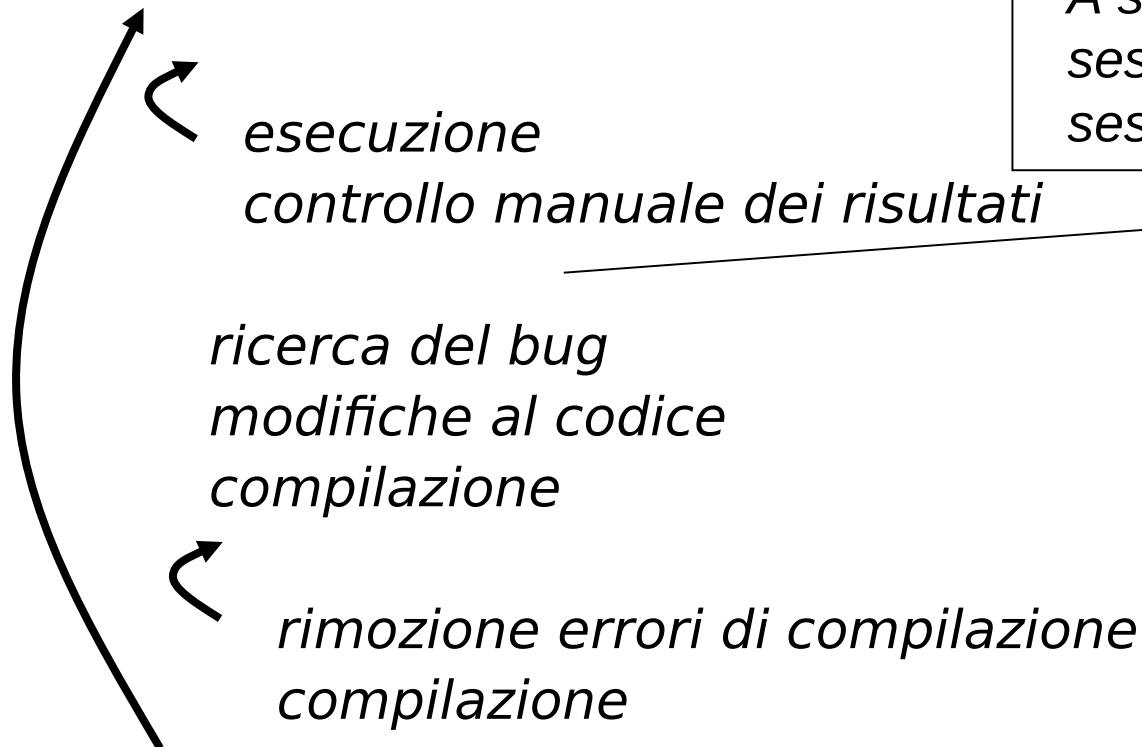 A
esecuzione
controllo manuale dei risultati
ricerca del bug
modifiche al codice
compilazione
rimozione errori di compilazione
compilazione